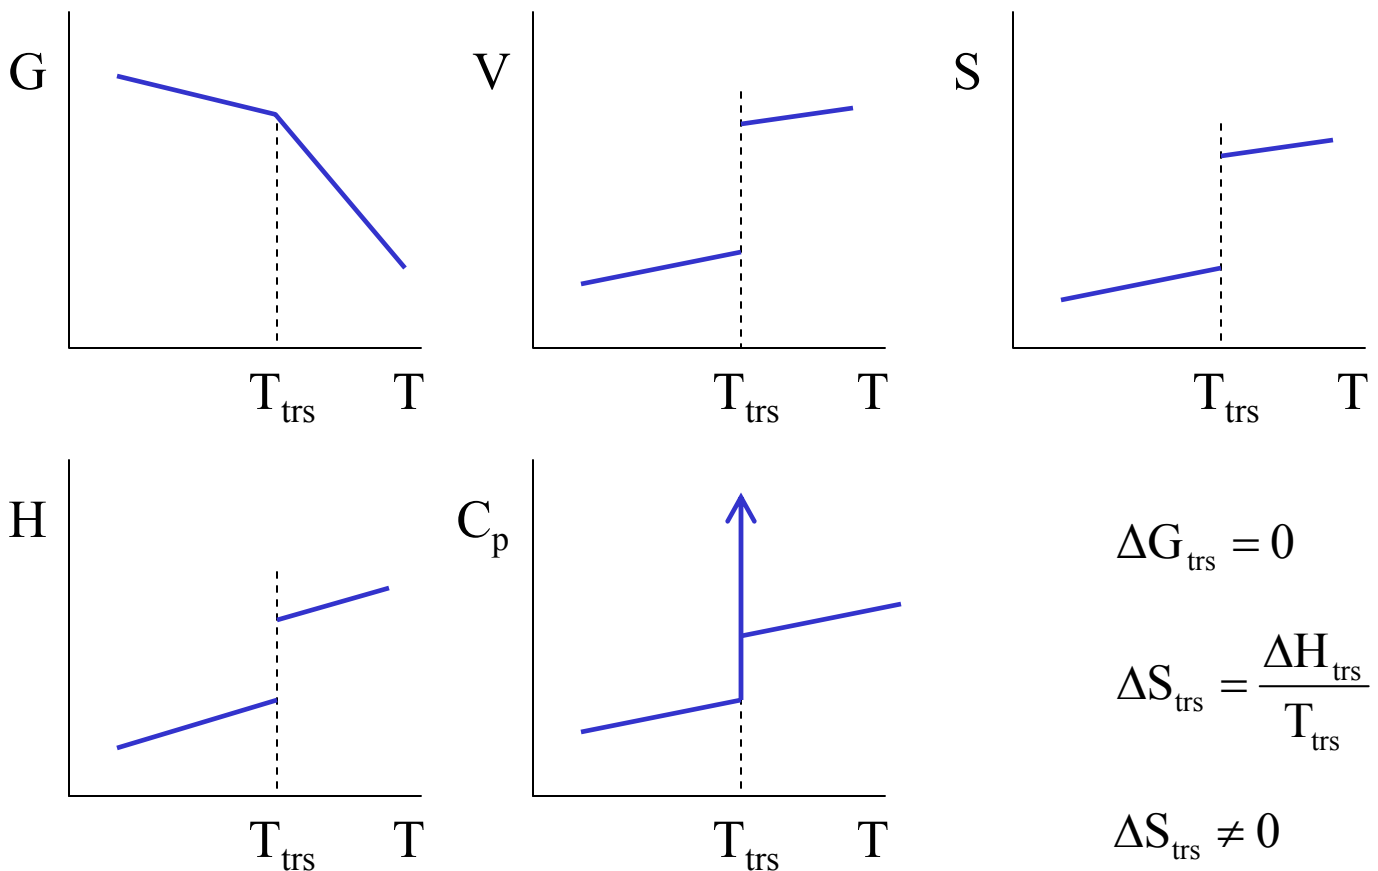 G
V
S
T_trs T
T_trs T
T_trs T
H
C_p
ΔG_trs = 0
ΔS_trs = ΔH_trs / T_trs
ΔS_trs ≠ 0
T_trs T
T_trs T